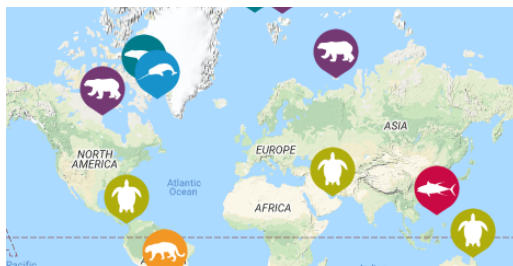 ASIA
NORTH
AMERICA
EUROPE
Atlantic
Ocean
AFRICA
Pacific